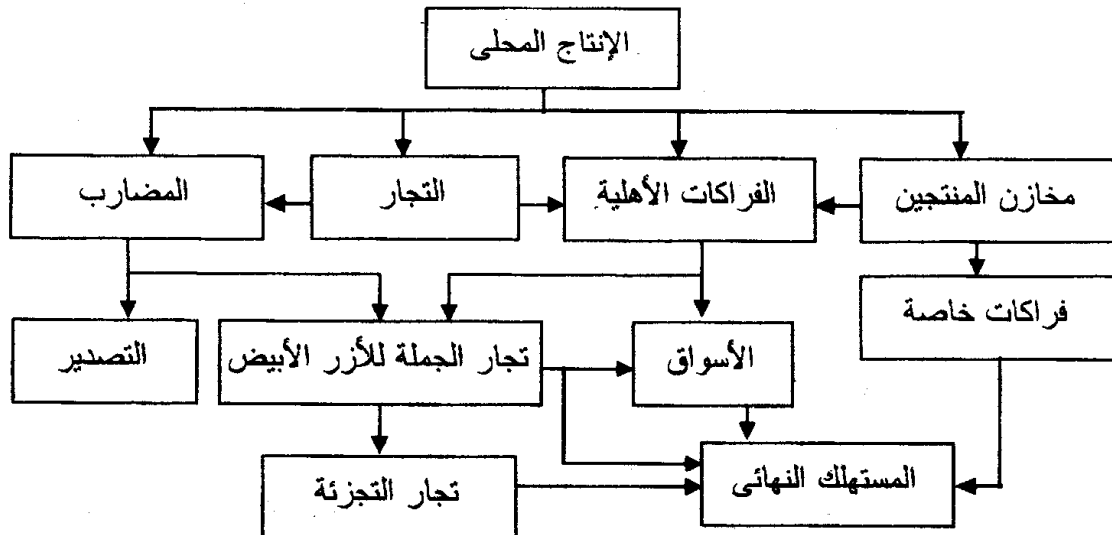 الإنتاج المحلى
مخازن المنتجين
الفراكات الأهلية
التجار
المضارب
فراكات خاصة
الأسواق
تجار الجملة للأزر الأبيض
التصدير
المستهلك النهائى
تجار التجزئة